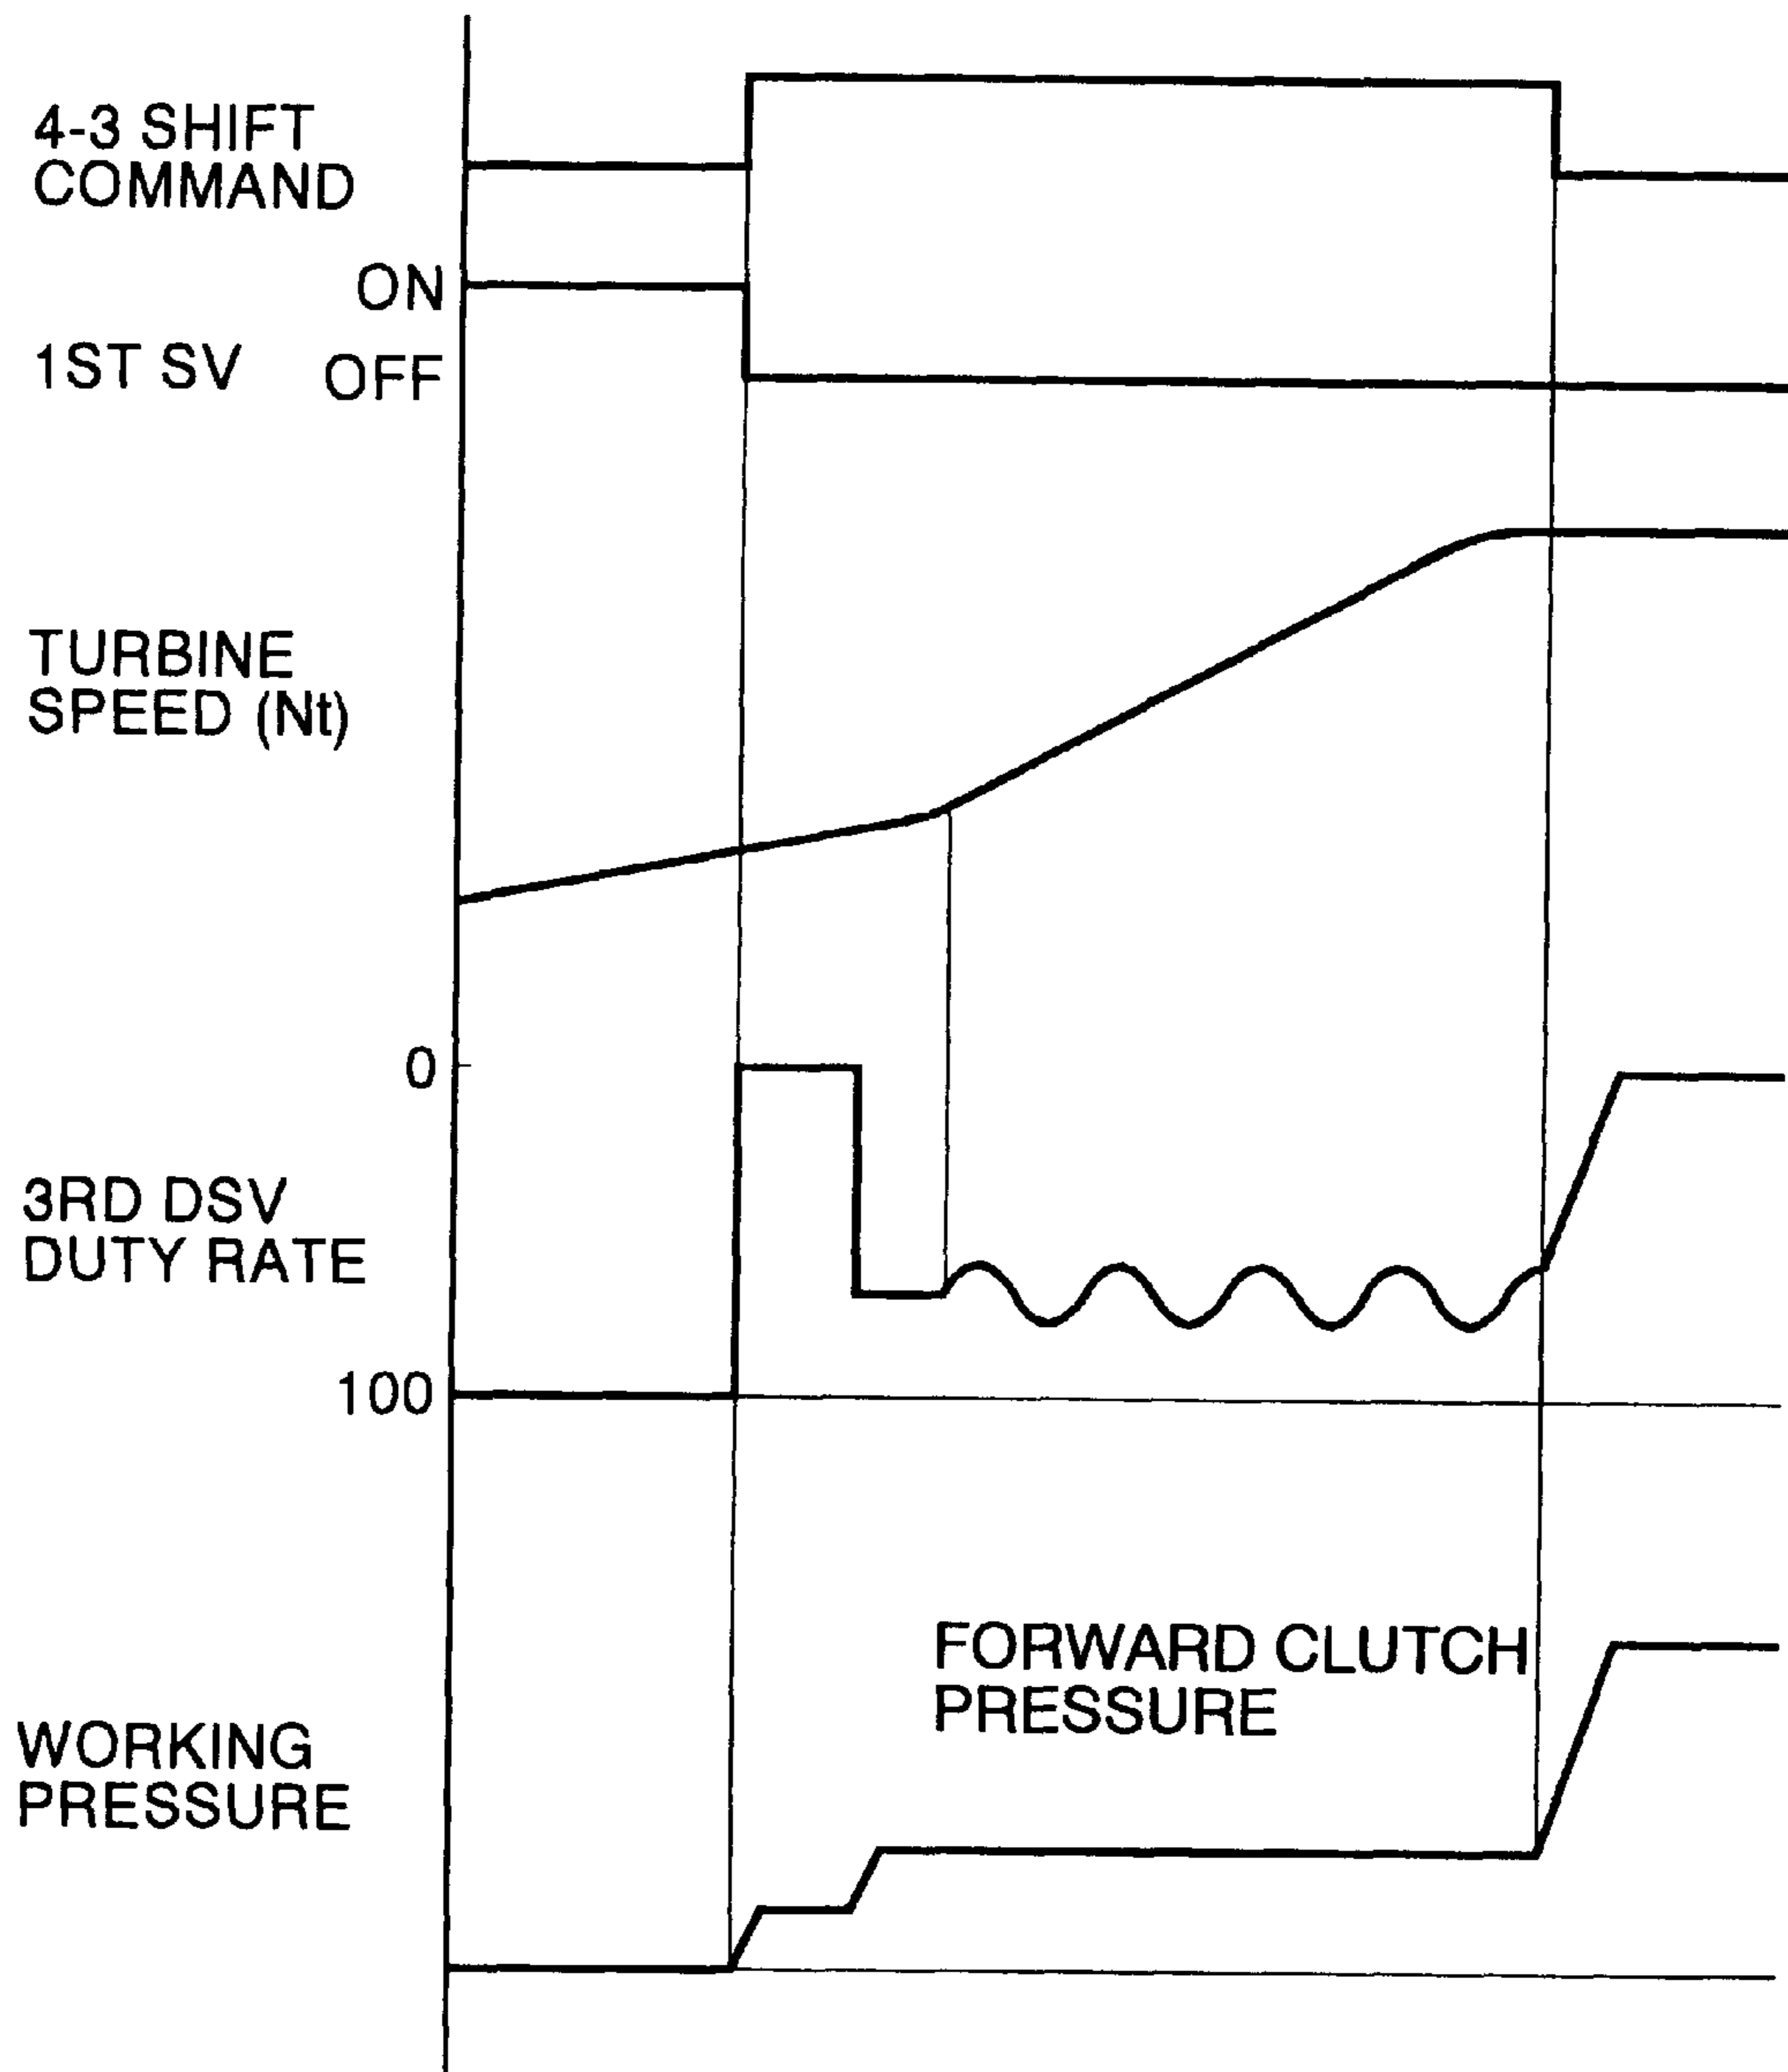 4-3 SHIFT
COMMAND
ON
1ST SV OFF
TURBINE
SPEED (Nt)
0
3RD DSV
DUTY RATE
100
FORWARD CLUTCH
PRESSURE
WORKING
PRESSURE